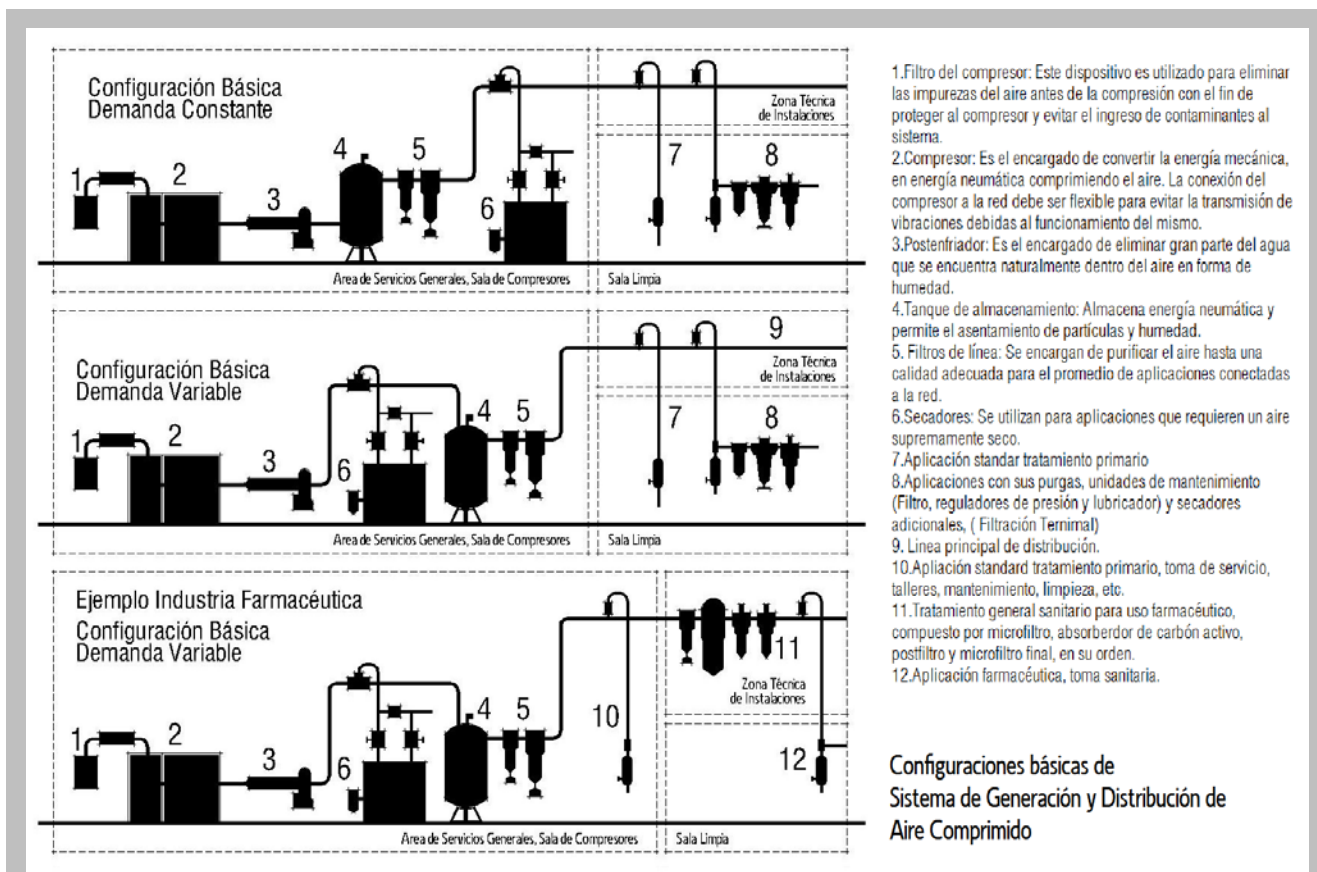 Configuración Básica
Demanda Constante
1
2
3
4
5
6
Area de Servicios Generales, Sala de Compresores
Zona Técnica
de Instalaciones
7
8
Sala Limpia
Configuración Básica
Demanda Variable
1
2
3
6
4
5
Area de Servicios Generales, Sala de Compresores
9
Zona Técnica
de Instalaciones
7
8
Sala Limpia
Ejemplo Industria Farmacéutica
Configuración Básica
Demanda Variable
1
2
3
6
4
5
10
Area de Servicios Generales, Sala de Compresores
11
Zona Técnica
de Instalaciones
12
Sala Limpia
1.Filtro del compresor: Este dispositivo es utilizado para eliminar
las impurezas del aire antes de la compresión con el fin de
proteger al compresor y evitar el ingreso de contaminantes al
sistema.
2.Compresor: Es el encargado de convertir la energía mecánica,
en energía neumática comprimiendo el aire. La conexión del
compresor a la red debe ser flexible para evitar la transmisión de
vibraciones debidas al funcionamiento del mismo.
3.Postenfriador: Es el encargado de eliminar gran parte del agua
que se encuentra naturalmente dentro del aire en forma de
humedad.
4.Tanque de almacenamiento: Almacena energía neumática y
permite el asentamiento de partículas y humedad.
5. Filtros de línea: Se encargan de purificar el aire hasta una
calidad adecuada para el promedio de aplicaciones conectadas
a la red.
6.Secadores: Se utilizan para aplicaciones que requieren un aire
supremamente seco.
7.Aplicación standar tratamiento primario
8.Aplicaciones con sus purgas, unidades de mantenimiento
(Filtro, reguladores de presión y lubricador) y secadores
adicionales, ( Filtración Ternimal)
9. Linea principal de distribución.
10.Apliación standard tratamiento primario, toma de servicio,
talleres, mantenimiento, limpieza, etc.
11.Tratamiento general sanitario para uso farmacéutico,
compuesto por microfiltro, absorberdor de carbón activo,
postfiltro y microfiltro final, en su orden.
12.Aplicación farmacéutica, toma sanitaria.
Configuraciones básicas de
Sistema de Generación y Distribución de
Aire Comprimido